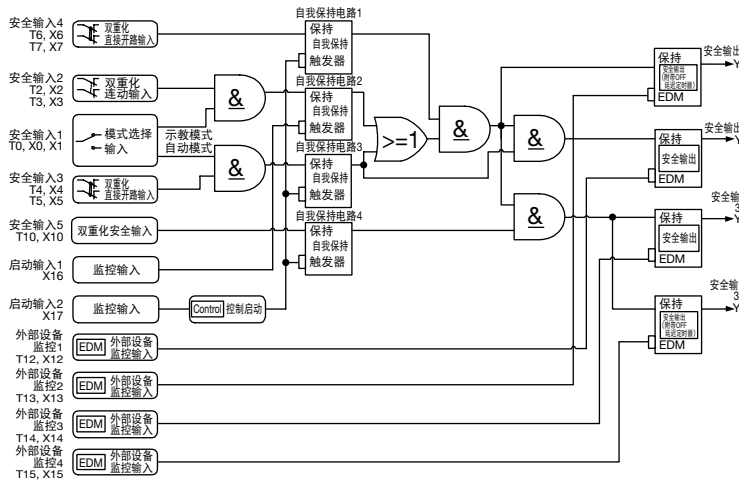 安全输入4
T6, X6
T7, X7
双重化
直接开路输入
安全输入2
T2, X2
T3, X3
双重化
连动输入
安全输入1
T0, X0, X1
模式选择
输入
示教模式
自动模式
安全输入3
T4, X4
T5, X5
双重化
直接开路输入
安全输入5
T10, X10
双重化安全输入
启动输入1
X16
监控输入
启动输入2
X17
监控输入
Control 控制启动
外部设备
监控1
T12, X12
EDM 外部设备
监控输入
外部设备
监控2
T13, X13
EDM 外部设备
监控输入
外部设备
监控3
T14, X14
EDM 外部设备
监控输入
外部设备
监控4
T15, X15
EDM 外部设备
监控输入
&
&
自我保持电路1
保持
自我保持
触发器
自我保持电路2
保持
自我保持
触发器
自我保持电路3
保持
自我保持
触发器
自我保持电路4
保持
自我保持
触发器
>=1
&
&
&
保持
安全输出
(附带OFF
延迟定时器)
EDM
安全输出
Y
保持
安全输出
EDM
安全输出
Y
保持
安全输出
EDM
安全输
3
Y
保持
安全输出
(附带OFF
延迟定时器)
EDM
安全输
3
Y